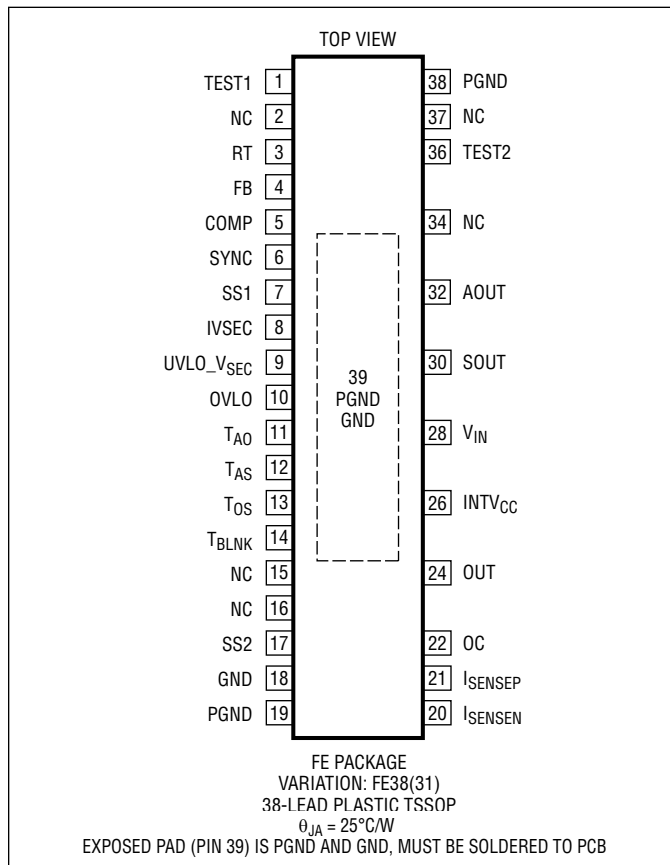 TOP VIEW
TEST1 1
NC 2
RT 3
FB 4
COMP 5
SYNC 6
SS1 7
IVSEC 8
UVLO_VSEC 9
OVLO 10
TAO 11
TAS 12
TOS 13
TBLNK 14
NC 15
NC 16
SS2 17
GND 18
PGND 19
39
PGND
GND
38 PGND
37 NC
36 TEST2
34 NC
32 AOUT
30 SOUT
28 VIN
26 INTVCC
24 OUT
22 OC
21 ISENSEP
20 ISENSEN
FE PACKAGE
VARIATION: FE38(31)
38-LEAD PLASTIC TSSOP
θJA = 25°C/W
EXPOSED PAD (PIN 39) IS PGND AND GND, MUST BE SOLDERED TO PCB